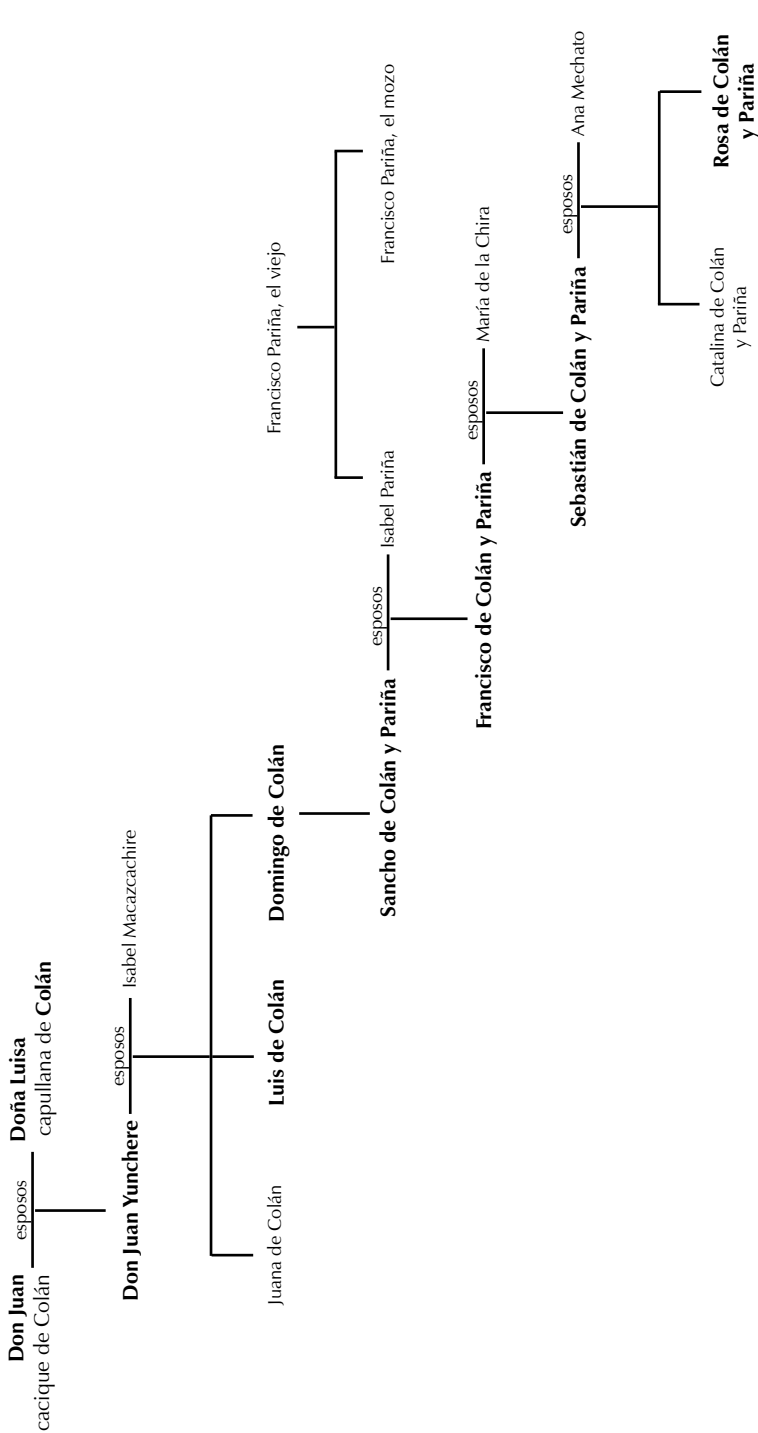 Don Juan
cacique de Colán
esposos
Doña Luisa
capullana de Colán
Don Juan Yunchere
esposos
Isabel Macazcachire
Juana de Colán
Luis de Colán
Domingo de Colán
Francisco Pariña, el viejo
Sancho de Colán y Pariña
esposos
Isabel Pariña
Francisco Pariña, el mozo
Francisco de Colán y Pariña
esposos
María de la Chira
Sebastián de Colán y Pariña
esposos
Ana Mechato
Catalina de Colán
y Pariña
Rosa de Colán
y Pariña